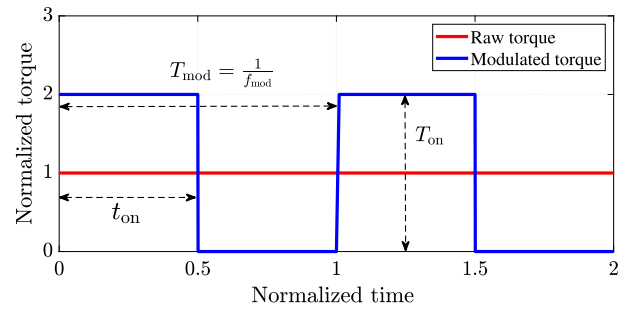 Normalized torque
3
2
1
0
T_mod = 1/f_mod
Raw torque
Modulated torque
T_on
t_on
0
0.5
1
1.5
2
Normalized time